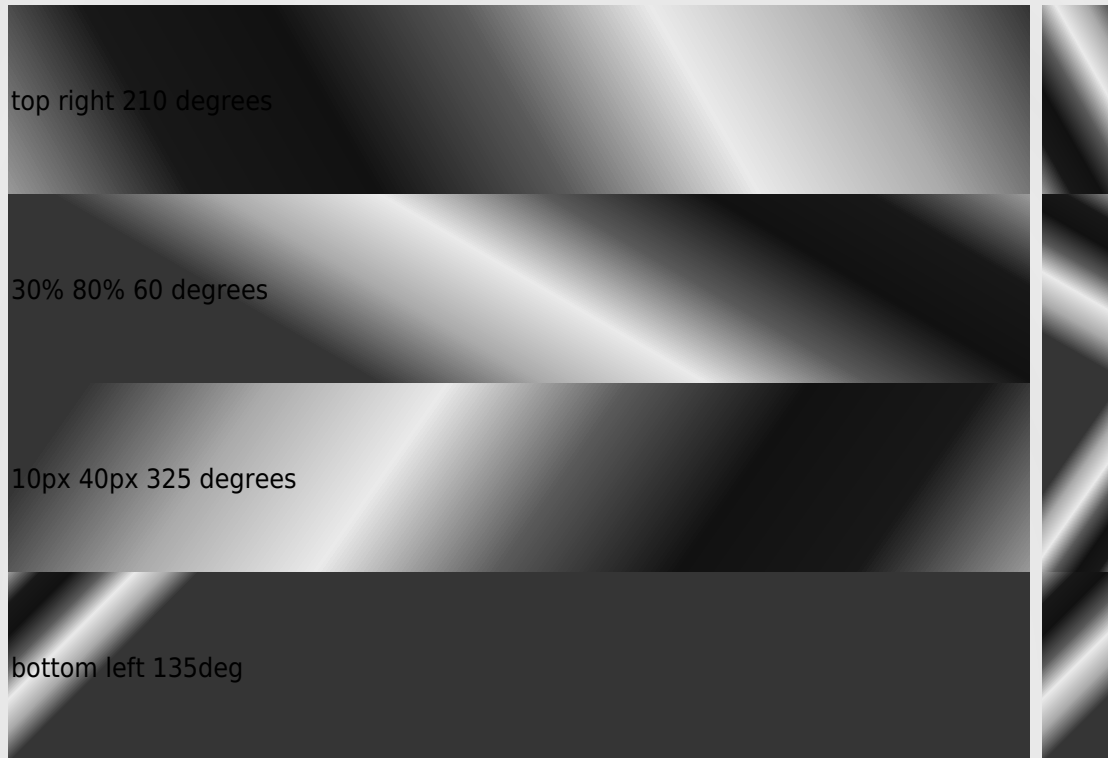 top right 210 degrees
30% 80% 60 degrees
10px 40px 325 degrees
bottom left 135deg